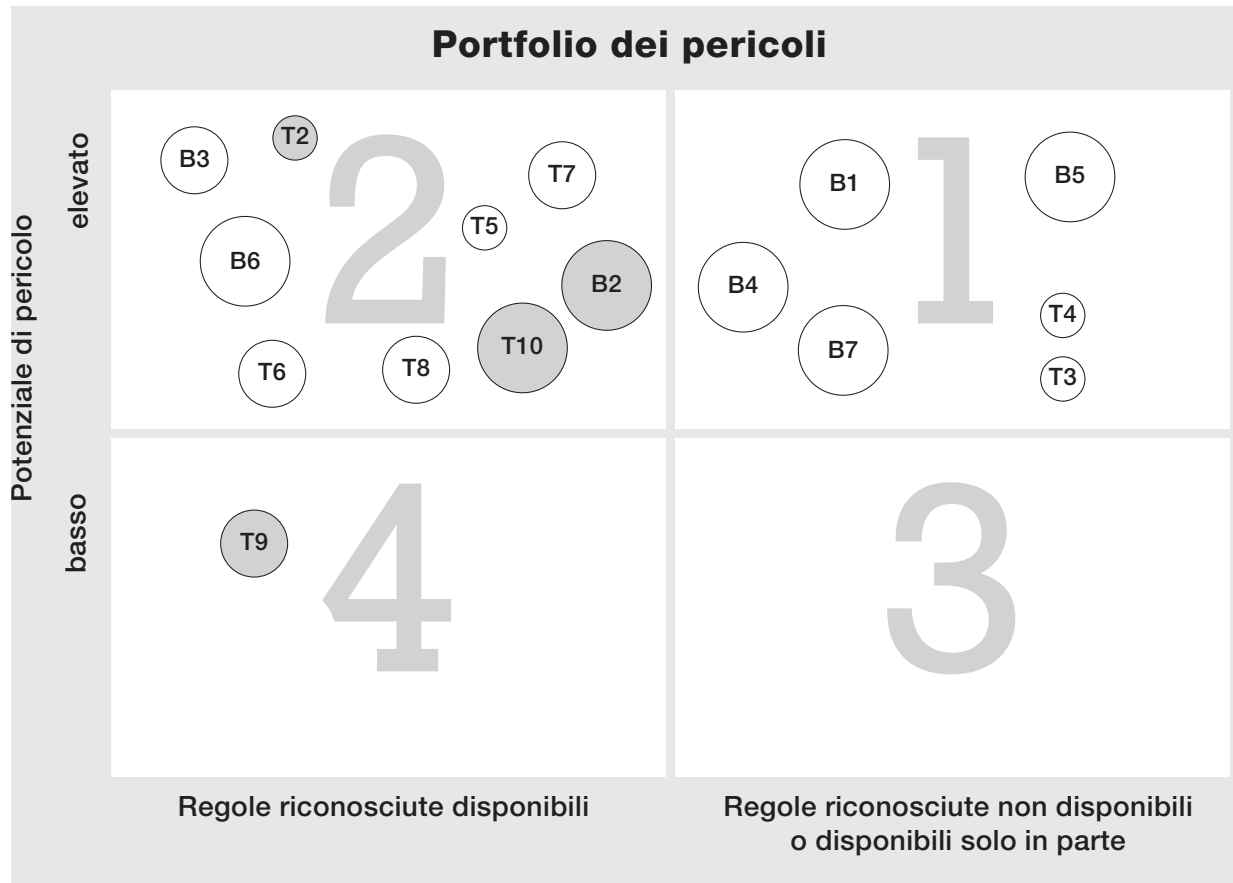 Portfolio dei pericoli
Potenziale di pericolo
elevato
B3
T2
2
T7
T5
B6
B2
T10
T6
T8
B1
1
B5
B4
T4
B7
T3
basso
T9
4
3
Regole riconosciute disponibili
Regole riconosciute non disponibili
o disponibili solo in parte